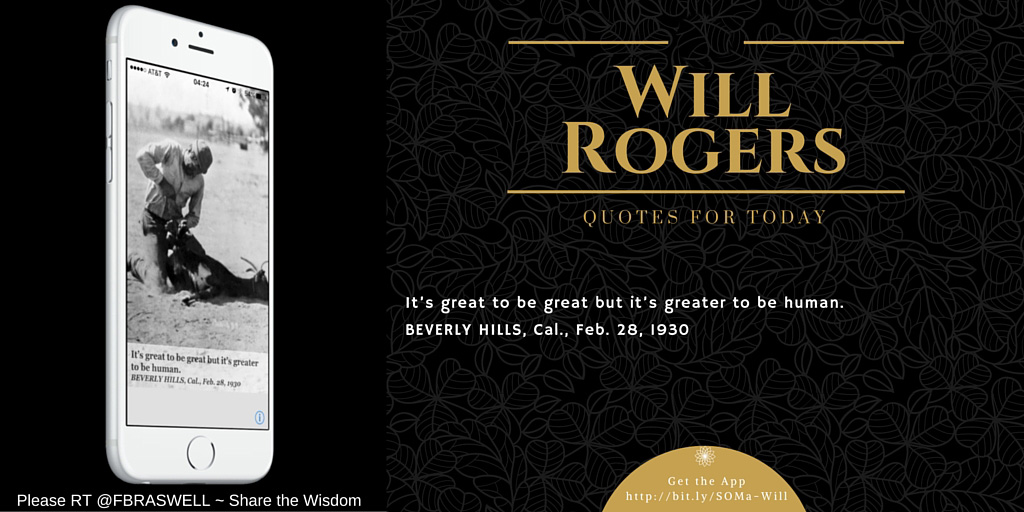 AT&T
04:24
It's great to be great but it's greater
to be human.
BEVERLY HILLS, Cal., Feb. 28, 1930
Please RT @FBRASWELL ~ Share the Wisdom
WILL
ROGERS
QUOTES FOR TODAY
It's great to be great but it's greater to be human.
BEVERLY HILLS, Cal., Feb. 28, 1930
Get the App
http://bit.ly/SOMa-Will